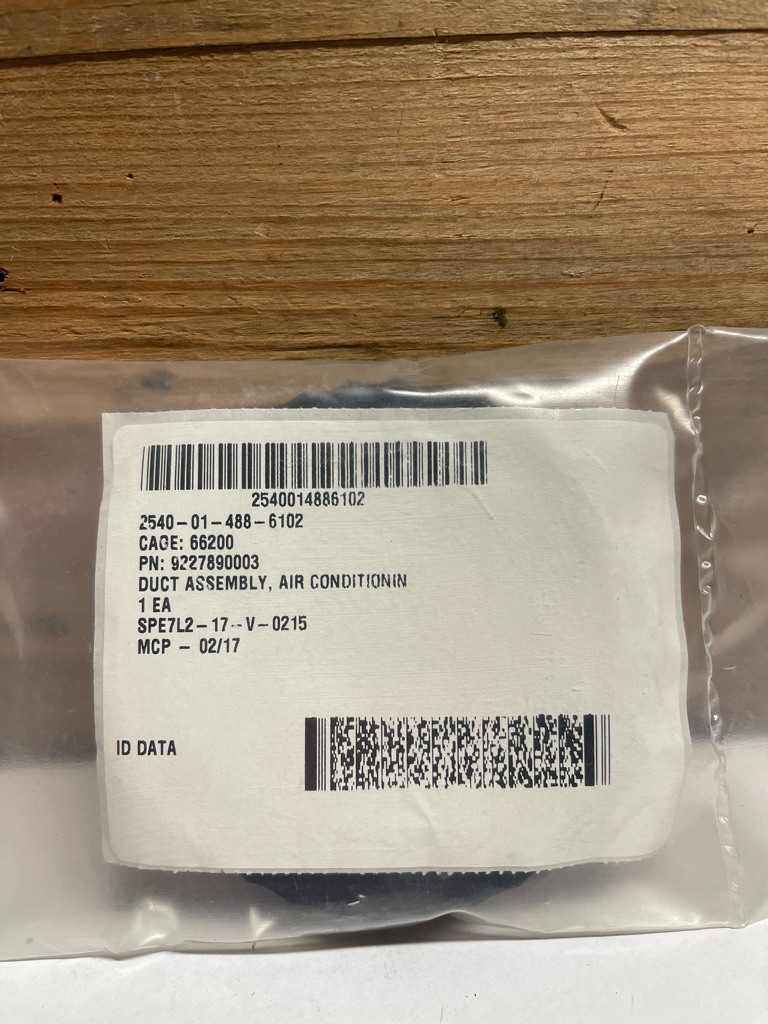 2540014886102
2540-01-488-6102
CAGE: 66200
PN: 9227890003
DUCT ASSEMBLY, AIR CONDITIONIN
1 EA
SPE7L2-17--V-0215
MCP - 02/17
ID DATA